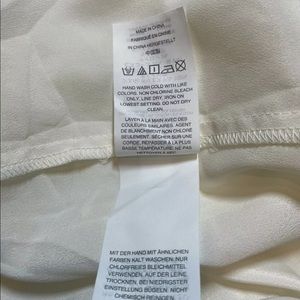 MADE IN CHINA
FABRIQUÉ EN CHINE
IN CHINA HERGESTELLT
中国制造
HAND WASH COLD WITH LIKE
COLORS. NON CHLORINE BLEACH
ONLY. LINE DRY. IRON ON
LOWEST SETTING. DO NOT DRY
CLEAN.
LAVER A LA MAIN AVEC DES
COULEURS SIMILAIRES. AGENT
DE BLANCHIMENT NON CHLORÉ
SEULEMENT. SÉCHER SUR UNE
CORDE. REPASSER A LA PLUS
BASSE TEMPÉRATURE. NE PAS
NETTOYER A
MIT DER HAND MIT ÄHNLICHEN
FARBEN KALT WASCHEN. NUR
CHLORFREIES BLEICHMITTEL
VERWENDEN. AUF DER LEINE
TROCKNEN. BEI NIEDRIGSTER
EINSTELLUNG BÜGELN. NICHT
CHEMISCH REINIGEN.